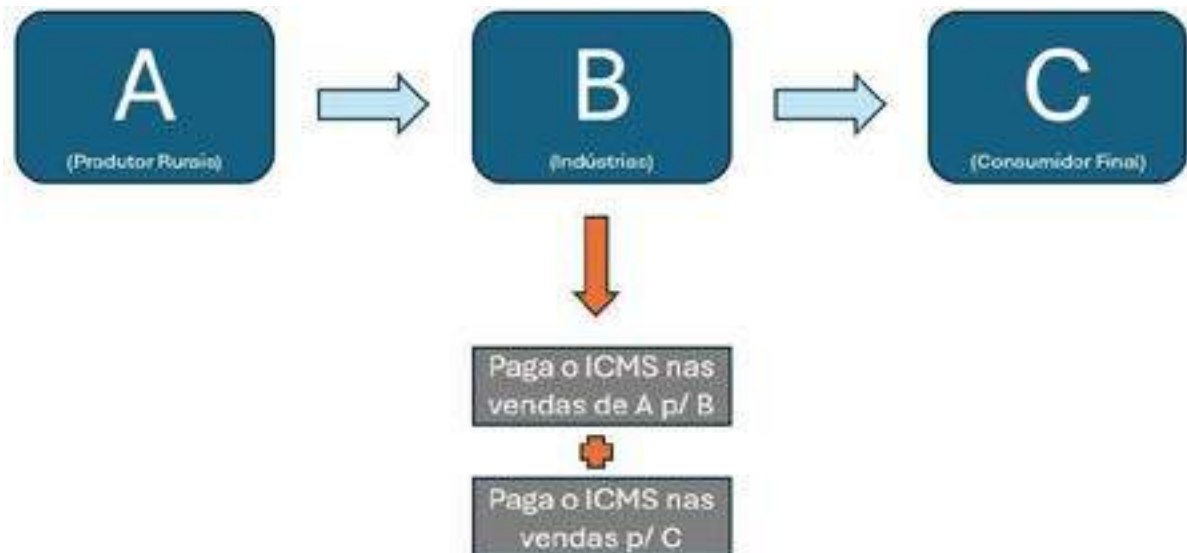 A
(Produtor Rurais)
B
(Indústrias)
C
(Consumidor Final)
Paga o ICMS nas
vendas de A p/ B
Paga o ICMS nas
vendas p/ C